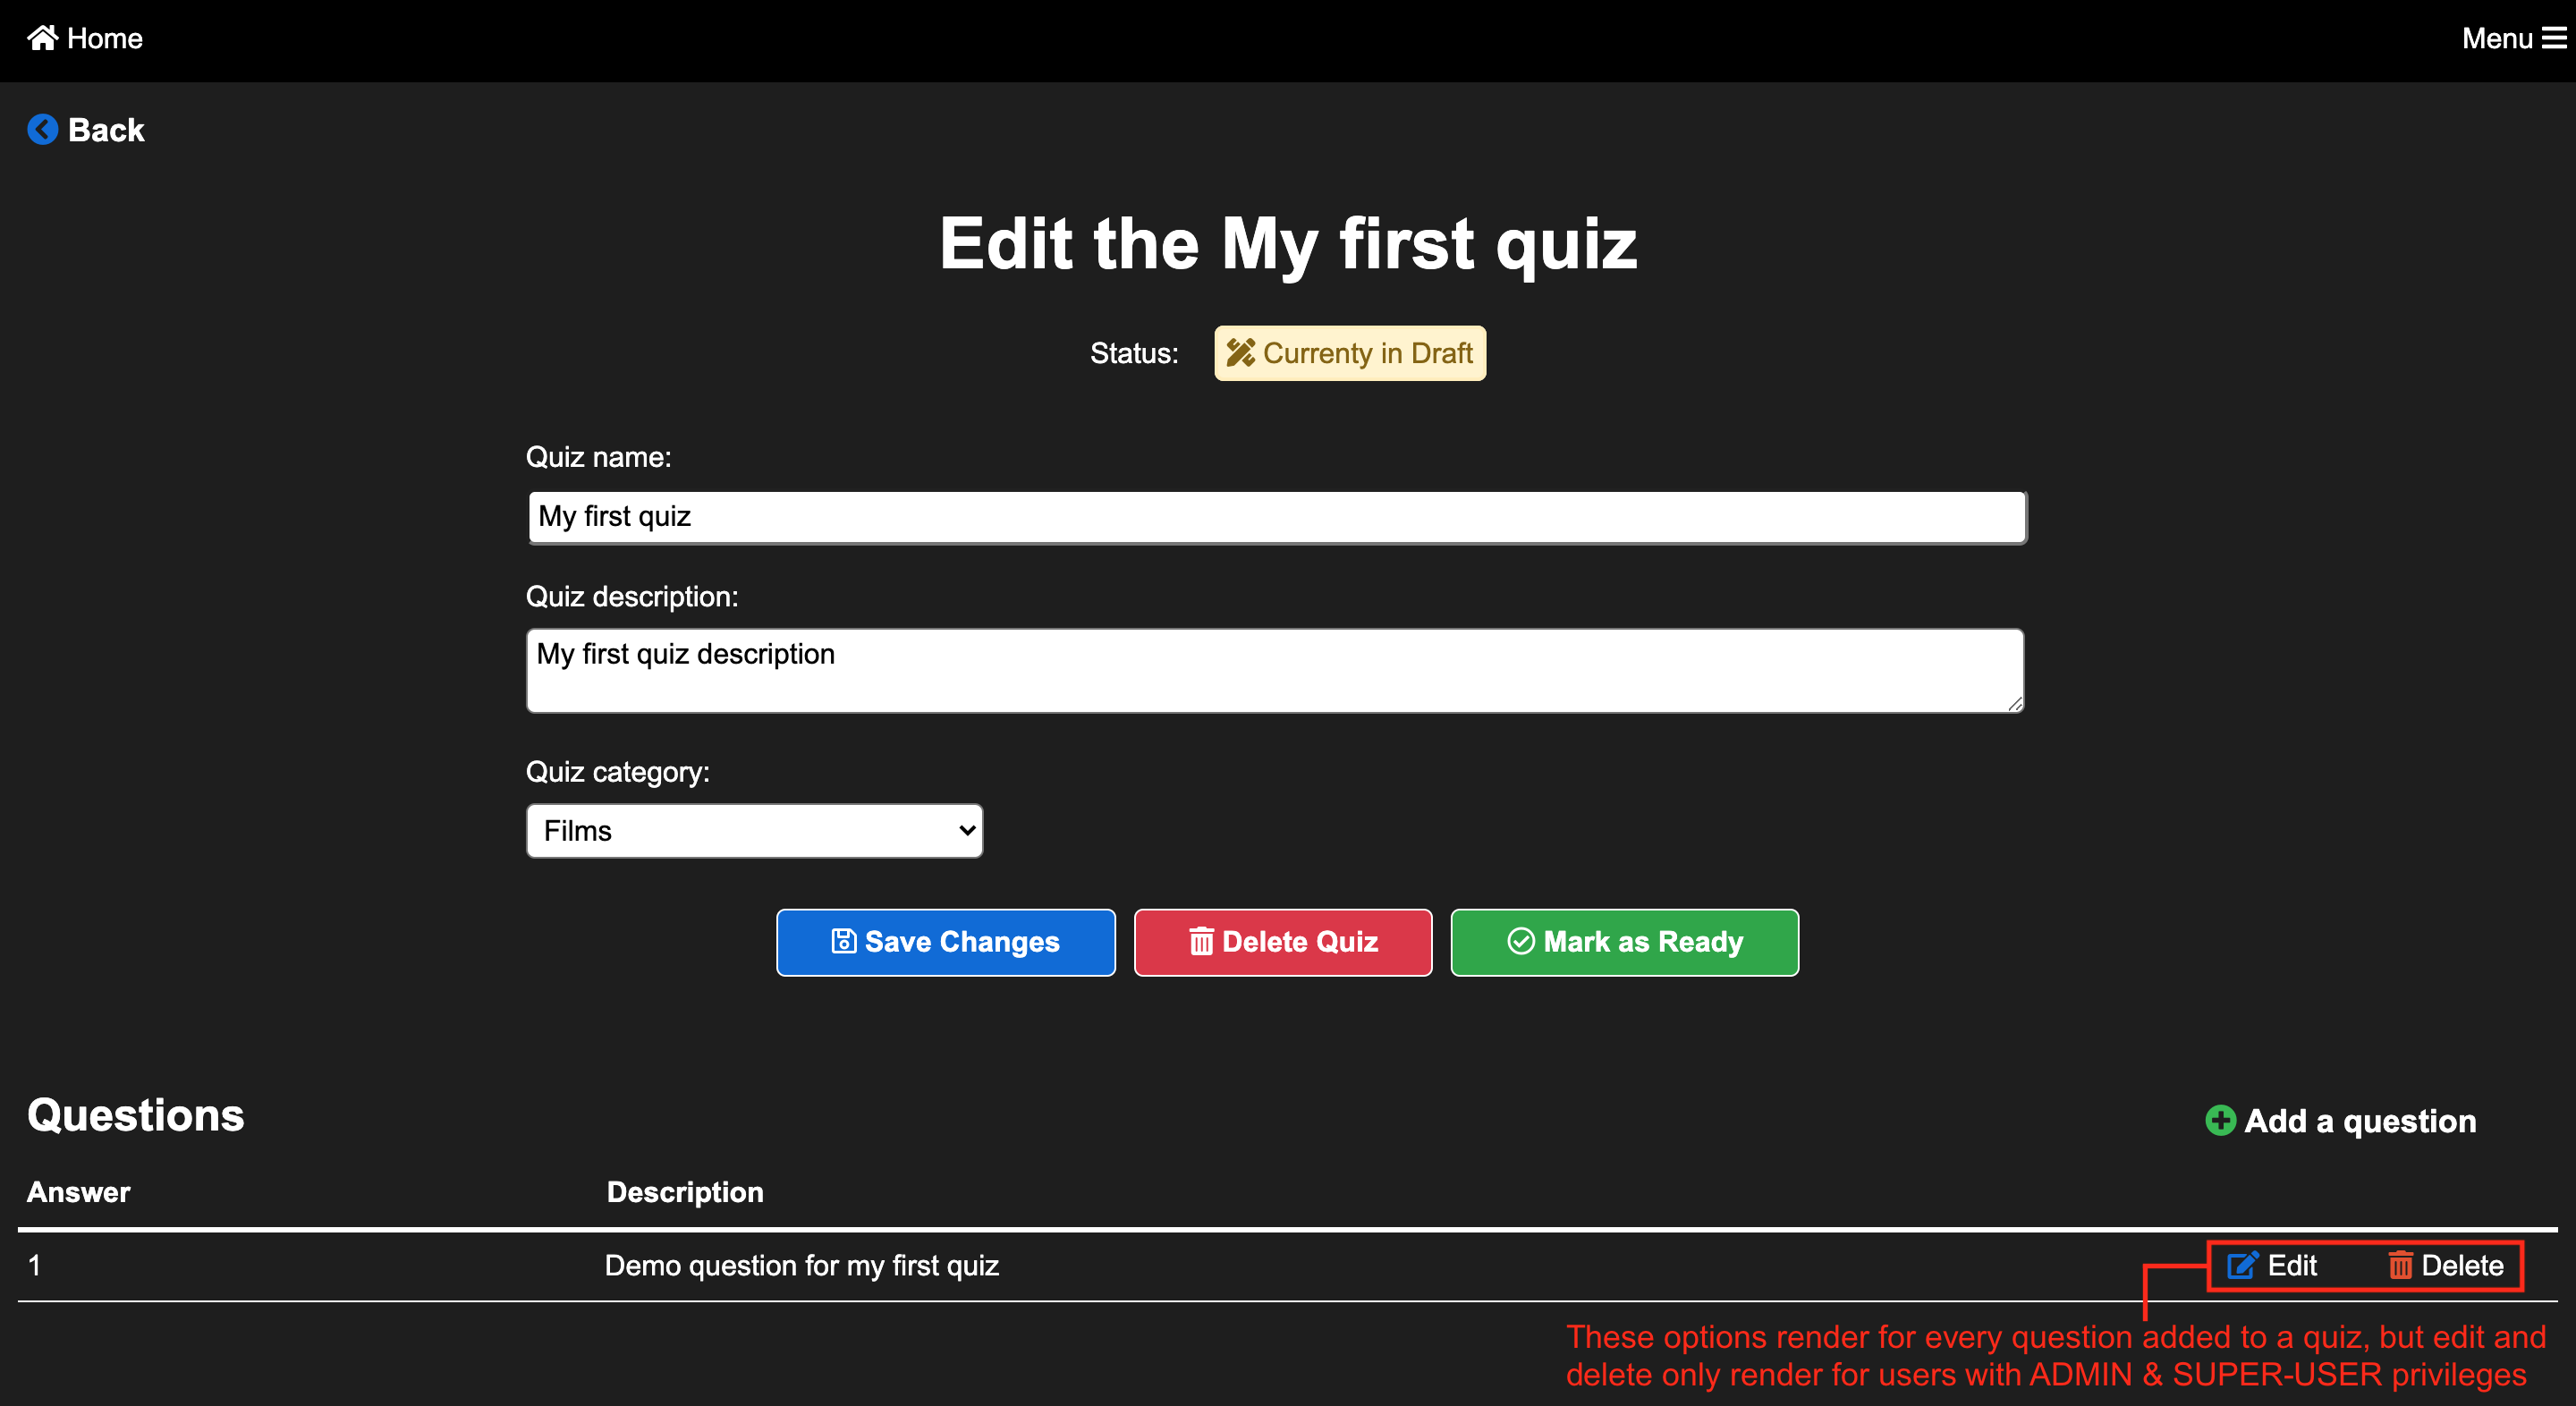 Home
Menu
Back
Edit the My first quiz
Status:
Currenty in Draft
Quiz name:
My first quiz
Quiz description:
My first quiz description
Quiz category:
Films
Save Changes
Delete Quiz
Mark as Ready
Questions
Add a question
Answer
Description
1
Demo question for my first quiz
Edit
Delete
These options render for every question added to a quiz, but edit and
delete only render for users with ADMIN & SUPER-USER privileges